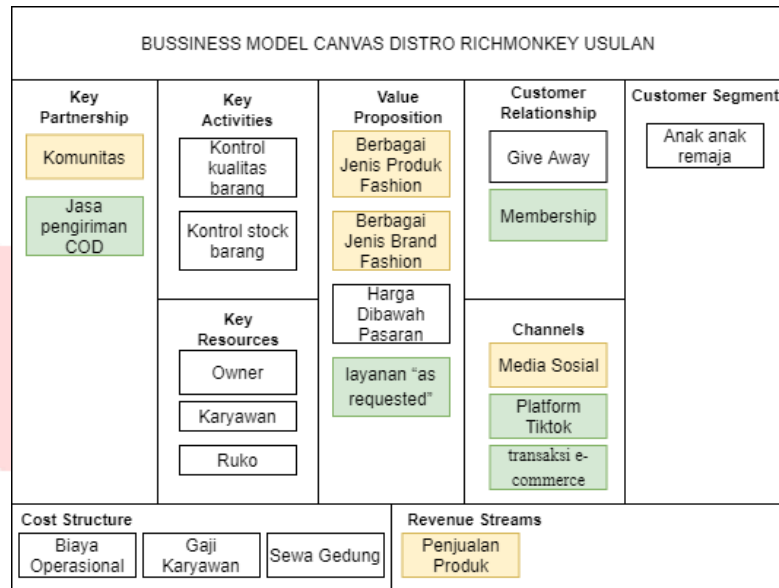 BUSSINESS MODEL CANVAS DISTRO RICHMONKEY USULAN
Key
Partnership
Komunitas
Jasa
pengiriman
COD
Key
Activities
Kontrol
kualitas
barang
Kontrol stock
barang
Key
Resources
Owner
Karyawan
Ruko
Value
Proposition
Berbagai
Jenis Produk
Fashion
Berbagai
Jenis Brand
Fashion
Harga
Dibawah
Pasaran
layanan “as
requested”
Customer
Relationship
Give Away
Membership
Channels
Media Sosial
Platform
Tiktok
transaksi e-
commerce
Customer Segment
Anak anak
remaja
Cost Structure
Biaya
Operasional
Gaji
Karyawan
Sewa Gedung
Revenue Streams
Penjualan
Produk